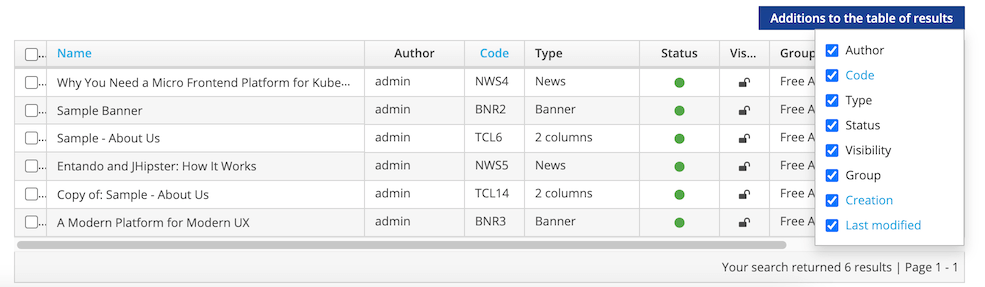 Additions to the table of results
... Name Author Code Type Status Vis... Group
Author
Code
Type
Status
Visibility
Group
Creation
Last modified
... Why You Need a Micro Frontend Platform for Kube... admin NWS4 News Free A
... Sample Banner admin BNR2 Banner Free A
... Sample - About Us admin TCL6 2 columns Free A
... Entando and JHipster: How It Works admin NWS5 News Free A
... Copy of: Sample - About Us admin TCL14 2 columns Free A
... A Modern Platform for Modern UX admin BNR3 Banner Free A
Your search returned 6 results | Page 1 - 1